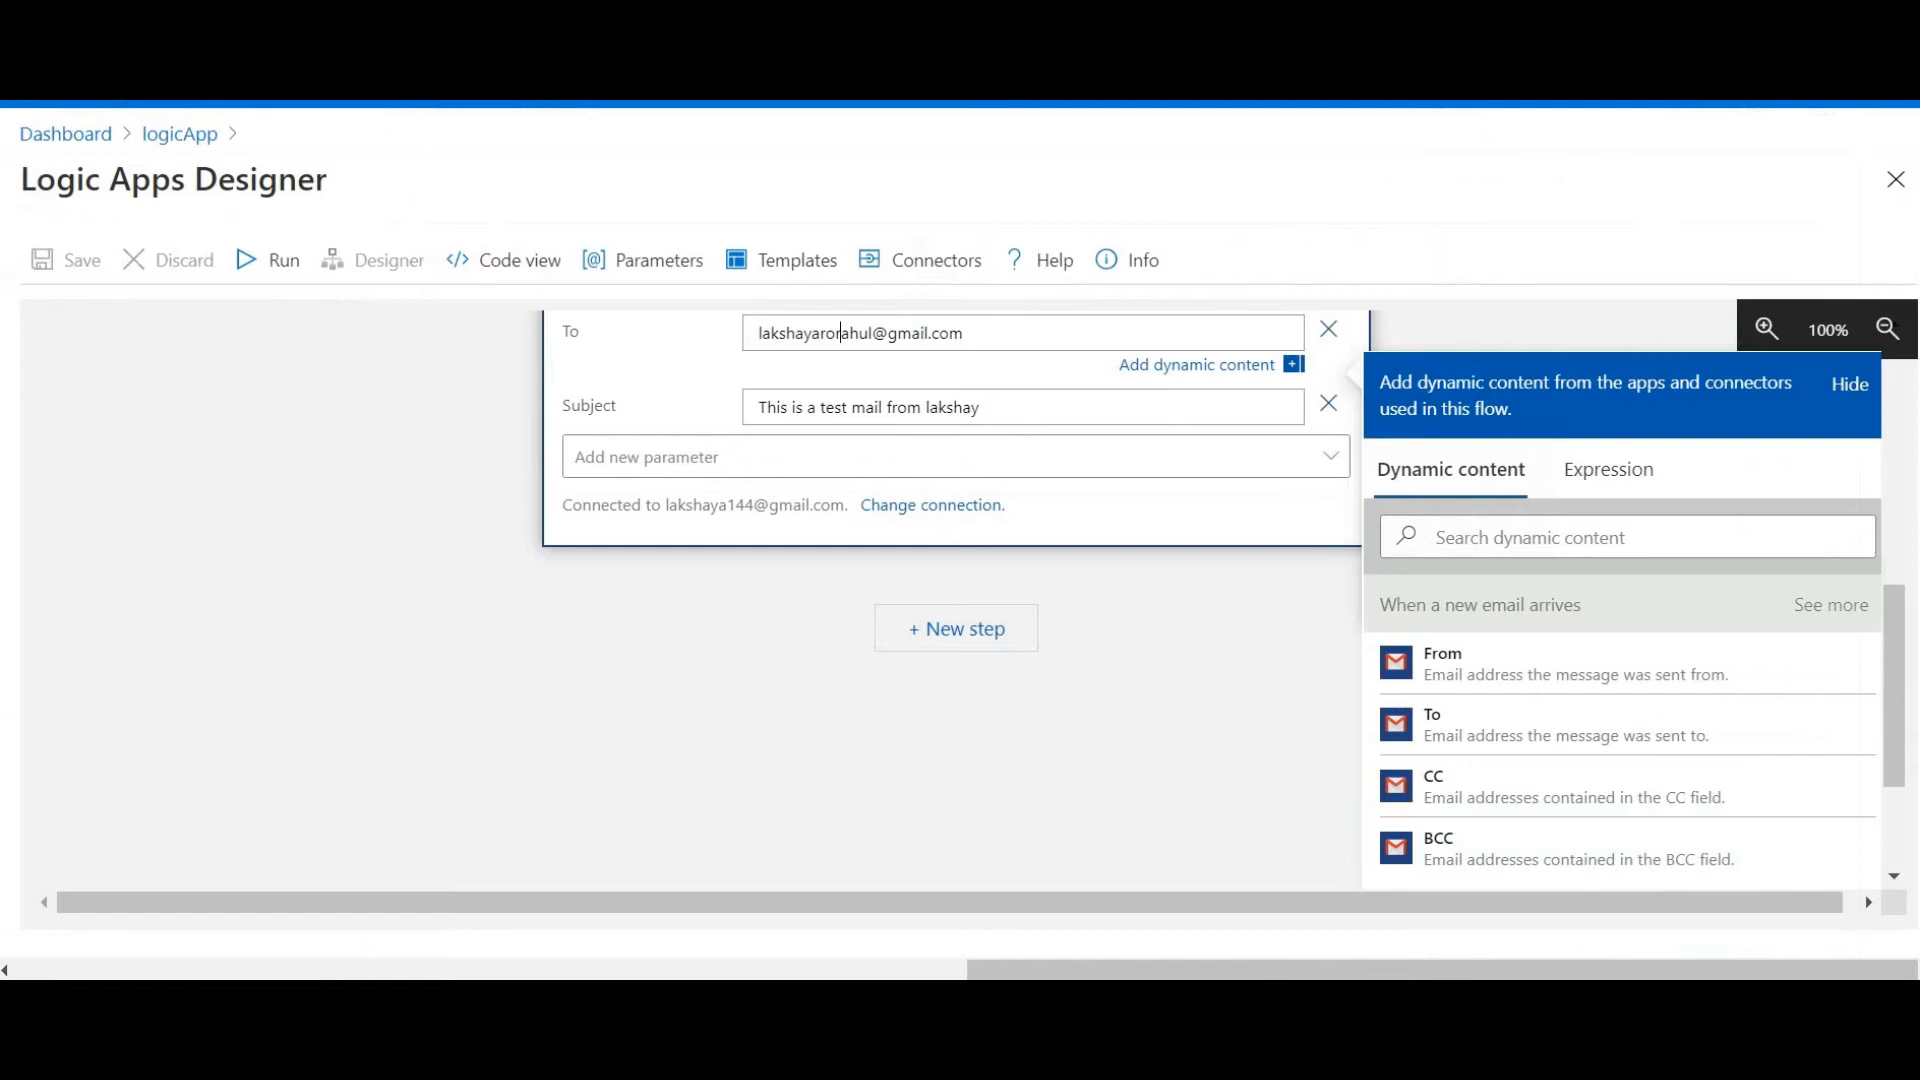 Dashboard > logicApp >
Logic Apps Designer
Save Discard Run Designer </> Code view [@] Parameters Templates Connectors ? Help Info
To lakshayarorahul@gmail.com
100%
Add dynamic content +
Add dynamic content from the apps and connectors
used in this flow.
Hide
Subject This is a test mail from lakshay
Add new parameter
Dynamic content Expression
Connected to lakshaya144@gmail.com. Change connection.
Search dynamic content
When a new email arrives See more
+ New step
From
Email address the message was sent from.
To
Email address the message was sent to.
CC
Email addresses contained in the CC field.
BCC
Email addresses contained in the BCC field.